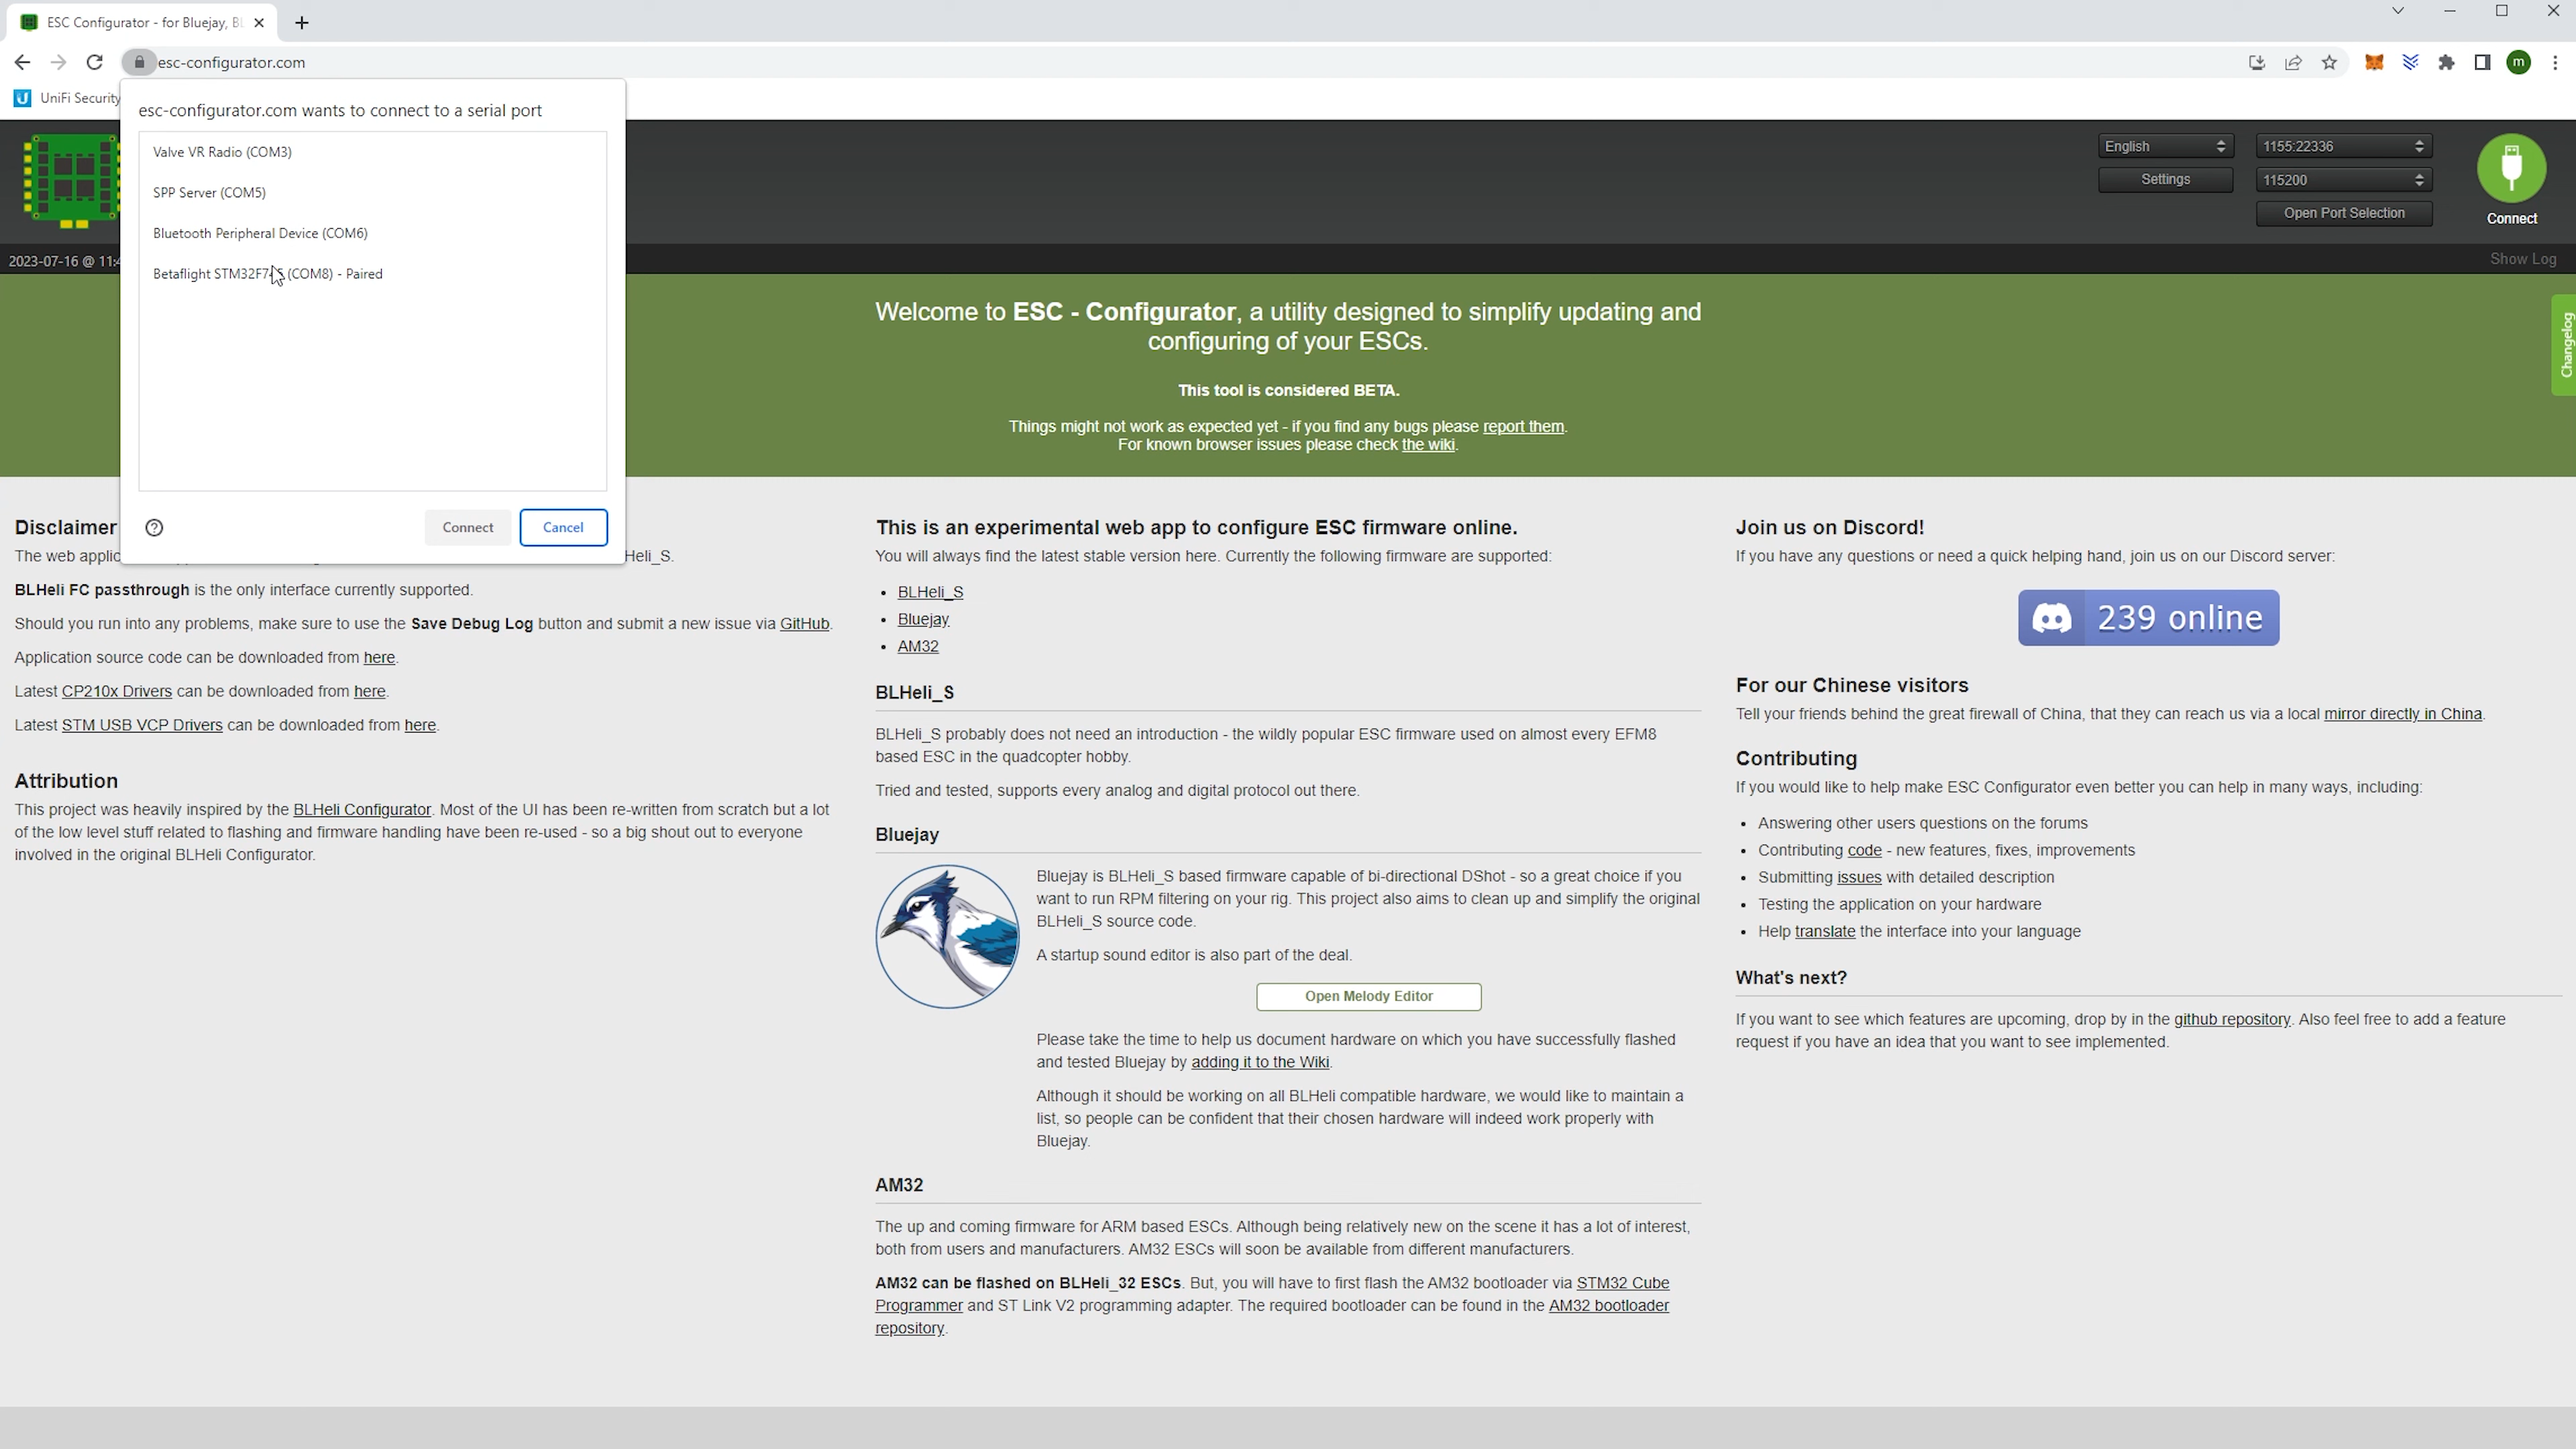 ESC Configurator - for Bluejay, BL
esc-configurator.com
m
UniFi Security
esc-configurator.com wants to connect to a serial port
Valve VR Radio (COM3)
SPP Server (COM5)
Bluetooth Peripheral Device (COM6)
Betaflight (COM8) - Paired
Connect
Cancel
English
1155:22336
Settings
115200
Open Port Selection
Connect
2023-07-16 @ 11:4
Show Log
Changelog
Welcome to ESC - Configurator, a utility designed to simplify updating and
configuring of your ESCs.
This tool is considered BETA.
Things might not work as expected yet - if you find any bugs please report them.
For known browser issues please check the wiki.
Disclaimer
The web applic
Heli_S.
BLHeli FC passthrough is the only interface currently supported.
Should you run into any problems, make sure to use the Save Debug Log button and submit a new issue via GitHub.
Application source code can be downloaded from here.
Latest CP210x Drivers can be downloaded from here.
Latest STM USB VCP Drivers can be downloaded from here.
Attribution
This project was heavily inspired by the BLHeli Configurator. Most of the UI has been re-written from scratch but a lot
of the low level stuff related to flashing and firmware handling have been re-used - so a big shout out to everyone
involved in the original BLHeli Configurator.
This is an experimental web app to configure ESC firmware online.
You will always find the latest stable version here. Currently the following firmware are supported:
• BLHeli_S
• Bluejay
• AM32
BLHeli_S
BLHeli_S probably does not need an introduction - the wildly popular ESC firmware used on almost every EFM8
based ESC in the quadcopter hobby.
Tried and tested, supports every analog and digital protocol out there.
Bluejay
Bluejay is BLHeli_S based firmware capable of bi-directional DShot - so a great choice if you
want to run RPM filtering on your rig. This project also aims to clean up and simplify the original
BLHeli_S source code.
A startup sound editor is also part of the deal.
Open Melody Editor
Please take the time to help us document hardware on which you have successfully flashed
and tested Bluejay by adding it to the Wiki.
Although it should be working on all BLHeli compatible hardware, we would like to maintain a
list, so people can be confident that their chosen hardware will indeed work properly with
Bluejay.
AM32
The up and coming firmware for ARM based ESCs. Although being relatively new on the scene it has a lot of interest,
both from users and manufacturers. AM32 ESCs will soon be available from different manufacturers.
AM32 can be flashed on BLHeli_32 ESCs. But, you will have to first flash the AM32 bootloader via STM32 Cube
Programmer and ST Link V2 programming adapter. The required bootloader can be found in the AM32 bootloader
repository.
Join us on Discord!
If you have any questions or need a quick helping hand, join us on our Discord server:
239 online
For our Chinese visitors
Tell your friends behind the great firewall of China, that they can reach us via a local mirror directly in China.
Contributing
If you would like to help make ESC Configurator even better you can help in many ways, including:
• Answering other users questions on the forums
• Contributing code - new features, fixes, improvements
• Submitting issues with detailed description
• Testing the application on your hardware
• Help translate the interface into your language
What's next?
If you want to see which features are upcoming, drop by in the github repository. Also feel free to add a feature
request if you have an idea that you want to see implemented.